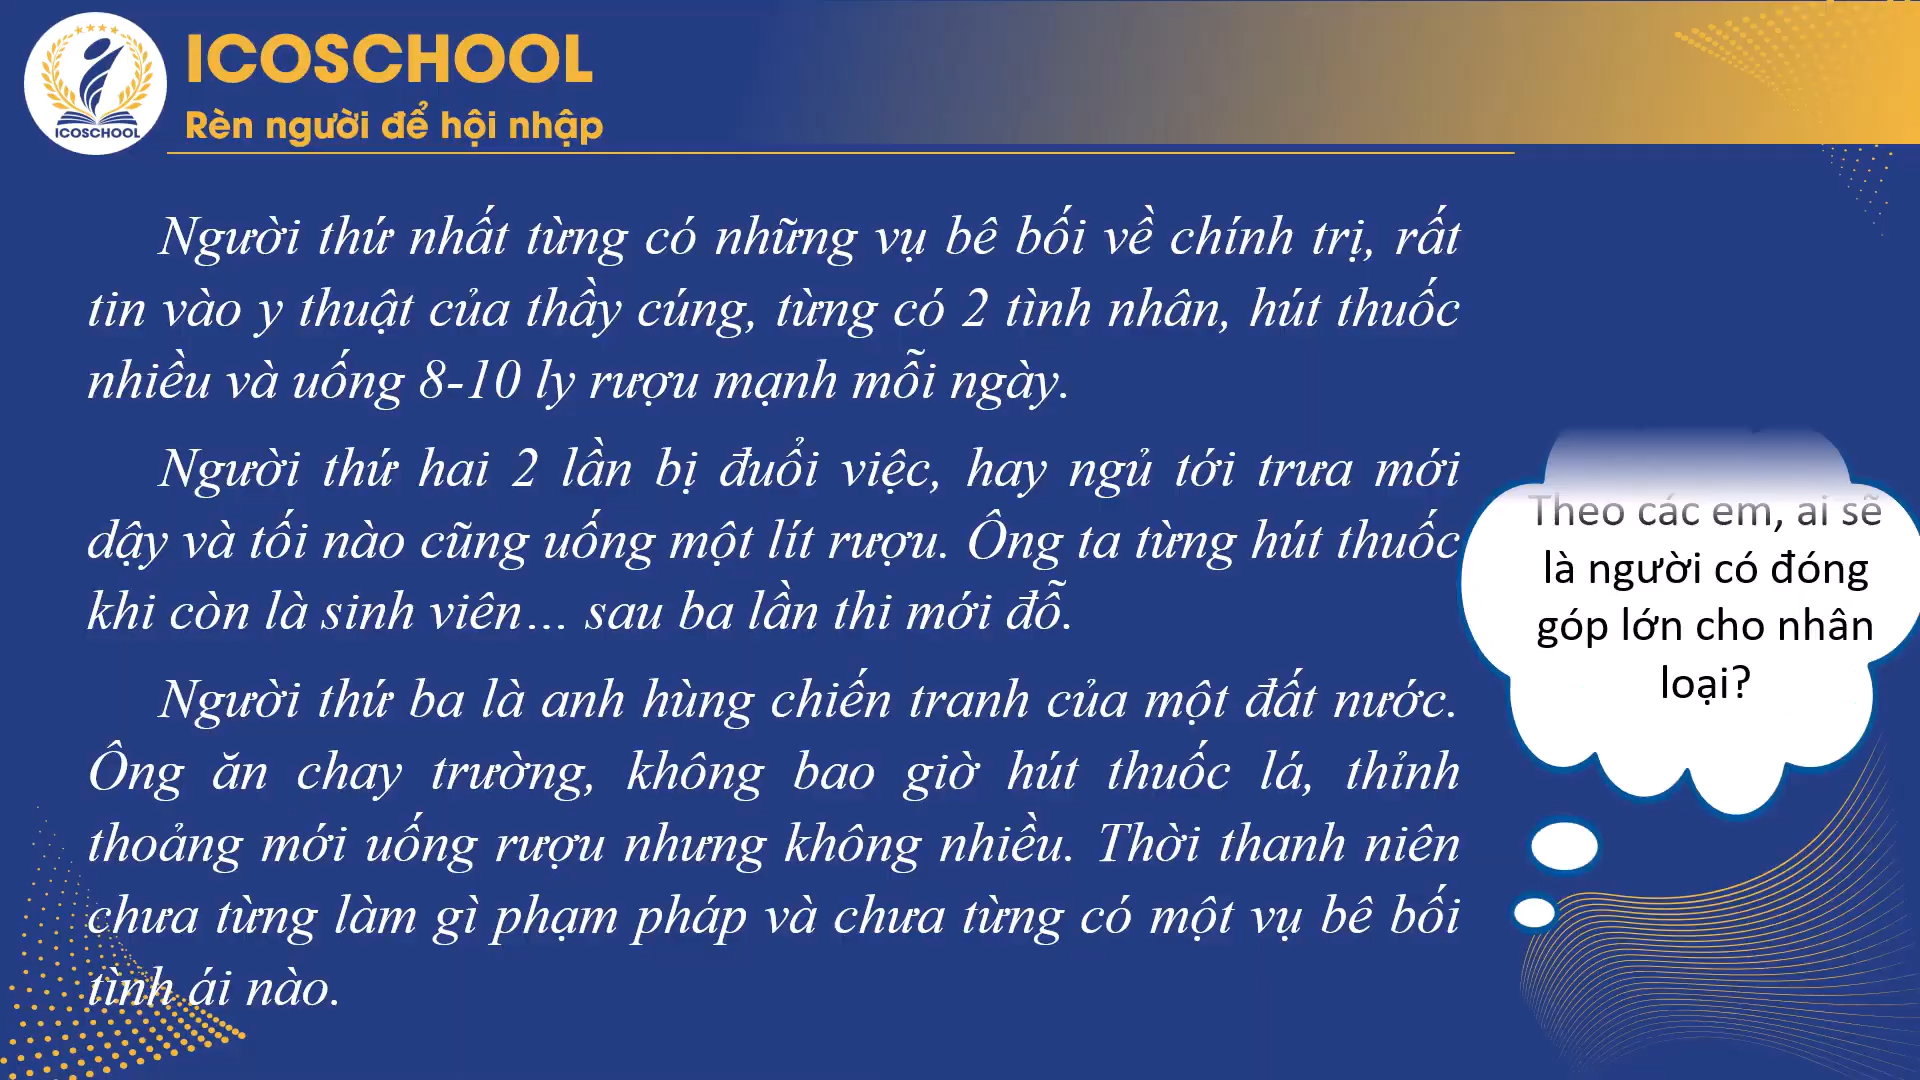 ICOSCHOOL
Rèn người để hội nhập
ICOSCHOOL
Người thứ nhất từng có những vụ bê bối về chính trị, rất
tin vào y thuật của thầy cúng, từng có 2 tình nhân, hút thuốc
nhiều và uống 8-10 ly rượu mạnh mỗi ngày.
Người thứ hai 2 lần bị đuổi việc, hay ngủ tới trưa mới
dậy và tối nào cũng uống một lít rượu. Ông ta từng hút thuốc
khi còn là sinh viên… sau ba lần thi mới đỗ.
Người thứ ba là anh hùng chiến tranh của một đất nước.
Ông ăn chay trường, không bao giờ hút thuốc lá, thỉnh
thoảng mới uống rượu nhưng không nhiều. Thời thanh niên
chưa từng làm gì phạm pháp và chưa từng có một vụ bê bối
tình ái nào.
Theo các em, ai sẽ
là người có đóng
góp lớn cho nhân
loại?